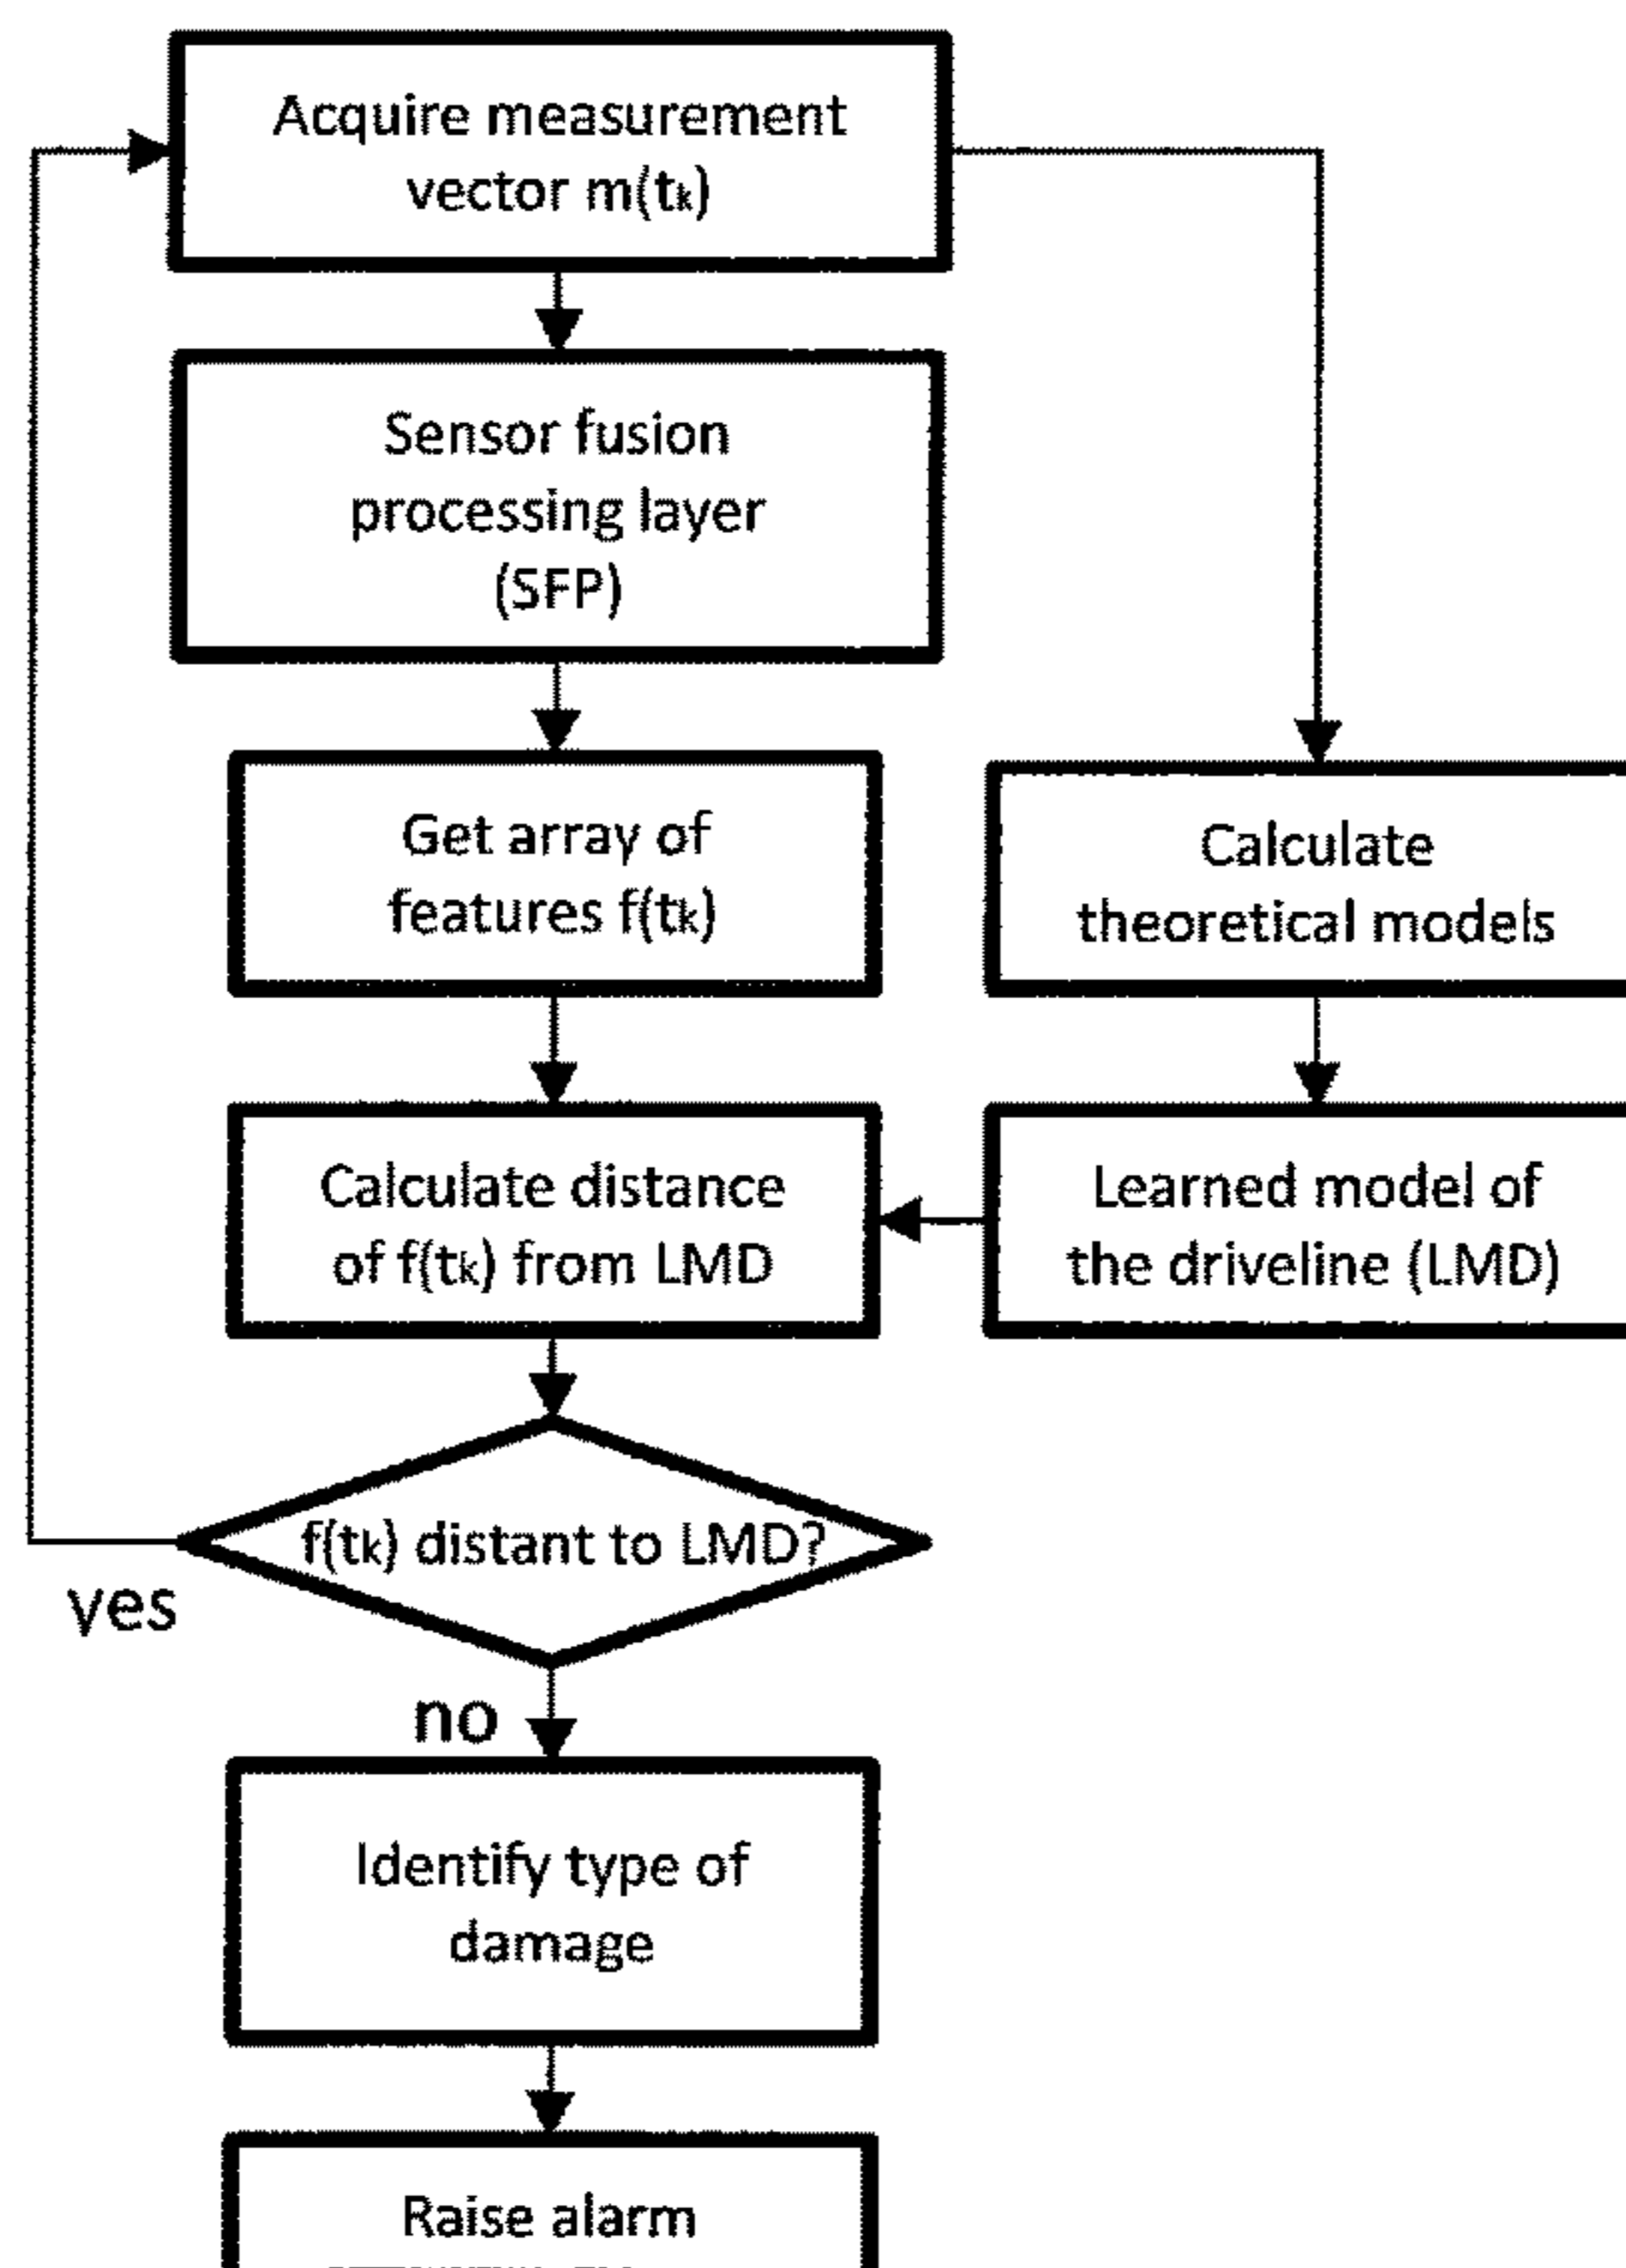 Acquire measurement
vector m(tk)
Sensor fusion
processing layer
(SFP)
Get array of
features f(tk)
Calculate
theoretical models
Calculate distance
of f(tk) from LMD
Learned model of
the driveline (LMD)
f(tk) distant to LMD?
yes
no
Identify type of
damage
Raise alarm